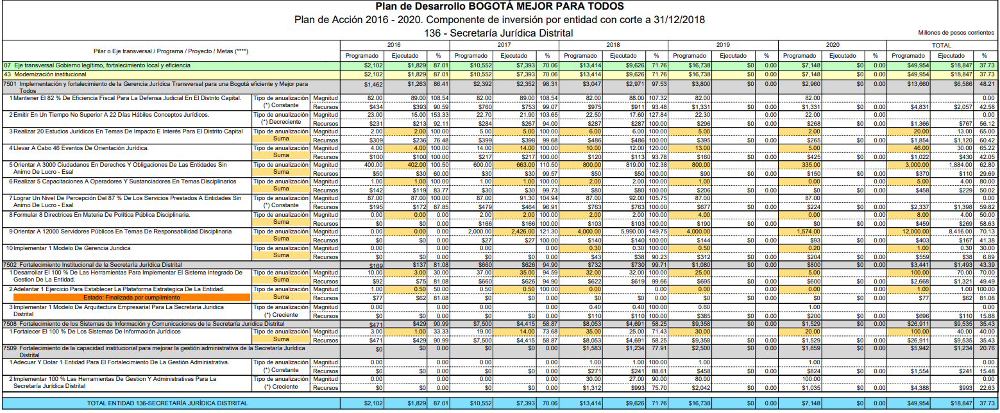 Plan de Desarrollo BOGOTÁ MEJOR PARA TODOS
Plan de Acción 2016 - 2020. Componente de inversión por entidad con corte a 31/12/2018
136 - Secretaría Jurídica Distrital
Millones de pesos corrientes
Pilar o Eje transversal / Programa / Proyecto / Metas (****)
2016 2017 2018 2019 2020 TOTAL
Programado Ejecutado % Programado Ejecutado % Programado Ejecutado % Programado Ejecutado % Programado Ejecutado % Programado Ejecutado %
07 Eje transversal Gobierno legítimo, fortalecimiento local y eficiencia $2,102 $1,829 87.01 $10,552 $7,393 70.06 $13,414 $9,626 71.76 $16,738 $0 0.00 $7,148 $0 0.00 $49,954 $18,847 37.73
43 Modernización institucional $2,102 $1,829 87.01 $10,552 $7,393 70.06 $13,414 $9,626 71.76 $16,738 $0 0.00 $7,148 $0 0.00 $49,954 $18,847 37.73
7501 Implementación y fortalecimiento de la Gerencia Jurídica Transversal para una Bogotá eficiente y Mejor para
Todos
$1,462 $1,263 86.41 $2,392 $2,352 98.31 $3,047 $2,971 97.53 $3,800 $0 0.00 $2,960 $0 0.00 $13,660 $6,586 48.21
1 Mantener El 82 % De Eficiencia Fiscal Para La Defensa Judicial En El Distrito Capital. Tipo de anualización Magnitud 82.00 89.00 108.54 82.00 89.00 108.54 82.00 88.00 107.32 82.00 82.00 0.00
(*) Constante Recursos $434 $393 90.59 $760 $753 99.07 $975 $911 93.48 $1,331 $0 0.00 $1,331 $0 0.00 $4,831 $2,057 42.58
2 Emitir En Un Tiempo No Superior A 22 Días Hábiles Conceptos Jurídicos. Tipo de anualización Magnitud 23.00 15.00 153.33 22.70 21.90 103.65 22.50 17.60 127.84 22.30 22.00 0.00
(*) Decreciente Recursos $231 $213 92.11 $284 $267 94.00 $287 $287 100.00 $296 $0 0.00 $268 $0 0.00 $1,366 $767 56.12
3 Realizar 20 Estudios Jurídicos En Temas De Impacto E Interés Para El Distrito Capital Tipo de anualización Magnitud 2.00 2.00 100.00 5.00 5.00 100.00 6.00 6.00 100.00 5.00 2.00 20.00 13.00 65.00
Suma Recursos $309 $236 76.48 $399 $398 99.68 $486 $486 100.00 $395 $0 0.00 $265 $0 0.00 $1,854 $1,120 60.42
4 Llevar A Cabo 46 Eventos De Orientación Jurídica. Tipo de anualización Magnitud 4.00 4.00 100.00 14.00 14.00 100.00 10.00 12.00 120.00 13.00 5.00 46.00 30.00 65.22
Suma Recursos $100 $100 100.00 $217 $217 100.00 $120 $113 93.78 $160 $0 0.00 $425 $0 0.00 $1,022 $430 42.05
5 Orientar A 3000 Ciudadanos En Derechos Y Obligaciones De Las Entidades Sin Tipo de anualización Magnitud 400.00 402.00 100.50 600.00 663.00 110.50 800.00 819.00 102.38 800.00 335.00 3,000.00 1,884.00 62.80
Animo De Lucro - Esal Suma Recursos $50 $30 60.00 $30 $30 99.57 $50 $50 100.00 $90 $0 0.00 $150 $0 0.00 $370 $110 29.69
6 Realizar 5 Capacitaciones A Operadores Y Sustanciadores En Temas Disciplinarios Tipo de anualización Magnitud 1.00 1.00 100.00 1.00 1.00 100.00 2.00 2.00 100.00 1.00 0.00 5.00 4.00 80.00
Suma Recursos $142 $119 83.77 $30 $30 99.73 $80 $80 100.00 $206 $0 0.00 $0 $0 0.00 $458 $229 50.02
7 Lograr Un Nivel De Percepción Del 87 % De Los Servicios Prestados A Entidades Sin Tipo de anualización Magnitud 87.00 87.00 100.00 87.00 91.30 104.94 87.00 92.00 105.75 87.00 87.00 0.00
Animo De Lucro - Esal (*) Constante Recursos $195 $172 87.85 $479 $464 96.91 $763 $763 100.00 $677 $0 0.00 $224 $0 0.00 $2,337 $1,398 59.82
8 Formular 8 Directrices En Materia De Política Pública Disciplinaria. Tipo de anualización Magnitud 0.00 0.00 0.00 2.00 2.00 100.00 2.00 2.00 100.00 4.00 0.00 8.00 4.00 50.00
Suma Recursos $0 $0 0.00 $166 $166 100.00 $103 $103 100.00 $190 $0 0.00 $0 $0 0.00 $459 $269 58.63
9 Orientar A 12000 Servidores Públicos En Temas De Responsabilidad Disciplinaria Tipo de anualización Magnitud 0.00 0.00 0.00 2,000.00 2,426.00 121.30 4,000.00 5,990.00 149.75 4,000.00 1,574.00 12,000.00 8,416.00 70.13
Suma Recursos $0 $0 0.00 $27 $27 100.00 $140 $140 100.00 $144 $0 0.00 $93 $0 0.00 $403 $167 41.38
10 Implementar 1 Modelo De Gerencia Juridica Tipo de anualización Magnitud 0.00 0.00 0.00 0.00 0.30 0.30 100.00 0.50 0.20 1.00 0.30 30.00
Suma Recursos $0 $0 0.00 $0 $0 0.00 $43 $38 90.23 $312 $0 0.00 $204 $0 0.00 $559 $38 6.89
7502 Fortalecimiento Institucional de la Secretaría Jurídica Distrital $169 $137 81.08 $660 $626 94.90 $732 $730 99.71 $1,080 $0 0.00 $800 $0 0.00 $3,441 $1,493 43.39
1 Desarrollar El 100 % De Las Herramientas Para Implementar El Sistema Integrado De Tipo de anualización Magnitud 10.00 3.00 30.00 37.00 35.00 94.59 32.00 32.00 100.00 25.00 5.00 100.00 70.00 70.00
Gestion De La Entidad. Suma Recursos $92 $75 81.08 $660 $626 94.90 $622 $619 99.66 $695 $0 0.00 $600 $0 0.00 $2,668 $1,321 49.49
2 Adelantar 1 Ejercicio Para Establecer La Plataforma Estrategica De La Entidad. Tipo de anualización Magnitud 1.00 0.50 50.00 0.50 0.50 100.00 0.00 0.00 0.00 0.00 0.00 1.00 1.00 100.00
Estado: Finalizada por cumplimiento Suma Recursos $77 $62 81.08 $0 $0 0.00 $0 $0 0.00 $0 $0 0.00 $0 $0 0.00 $77 $62 81.08
3 Implementar 1 Modelo De Arquitectura Empresarial Para La Secretaria Juridica Tipo de anualización Magnitud 0.00 0.00 0.00 0.00 0.40 0.40 100.00 0.60 1.00 0.00
Distrital (*) Creciente Recursos $0 $0 0.00 $0 $0 0.00 $110 $110 100.00 $385 $0 0.00 $200 $0 0.00 $696 $110 15.88
7508 Fortalecimiento de los Sistemas de Información y Comunicaciones de la Secretaría Jurídica Distrital $471 $429 90.99 $7,500 $4,415 58.87 $8,053 $4,691 58.25 $9,358 $0 0.00 $1,529 $0 0.00 $26,911 $9,535 35.43
1 Fortalecer El 100 % De Los Sistemas De Información Jurídicos. Tipo de anualización Magnitud 3.00 1.00 33.33 19.00 14.00 73.68 35.00 25.00 71.43 30.00 20.00 100.00 40.00 40.00
Suma Recursos $471 $429 90.99 $7,500 $4,415 58.87 $8,053 $4,691 58.25 $9,358 $0 0.00 $1,529 $0 0.00 $26,911 $9,535 35.43
7509 Fortalecimiento de la capacidad institucional para mejorar la gestión administrativa de la Secretaría Jurídica
Distrital
$0 $0 0.00 $0 $0 0.00 $1,583 $1,234 77.91 $2,500 $0 0.00 $1,859 $0 0.00 $5,942 $1,234 20.76
1 Adecuar Y Dotar 1 Entidad Para El Fortalecimiento De La Gestión Administrativa. Tipo de anualización Magnitud 0.00 0.00 0.00 0.00 1.00 1.00 100.00 1.00 1.00 0.00
(*) Constante Recursos $0 $0 0.00 $0 $0 0.00 $271 $241 88.61 $458 $0 0.00 $824 $0 0.00 $1,554 $241 15.48
2 Implementar 100 % Las Herramientas De Gestion Y Administrativas Para La Tipo de anualización Magnitud 0.00 0.00 0.00 0.00 30.00 27.00 90.00 80.00 100.00 0.00
Secretaría Jurídica Distrital (*) Creciente Recursos $0 $0 0.00 $0 $0 0.00 $1,312 $993 75.70 $2,042 $0 0.00 $1,035 $0 0.00 $4,388 $993 22.63
TOTAL ENTIDAD 136-SECRETARÍA JURÍDICA DISTRITAL $2,102 $1,829 87.01 $10,552 $7,393 70.06 $13,414 $9,626 71.76 $16,738 $0 0.00 $7,148 $0 0.00 $49,954 $18,847 37.73